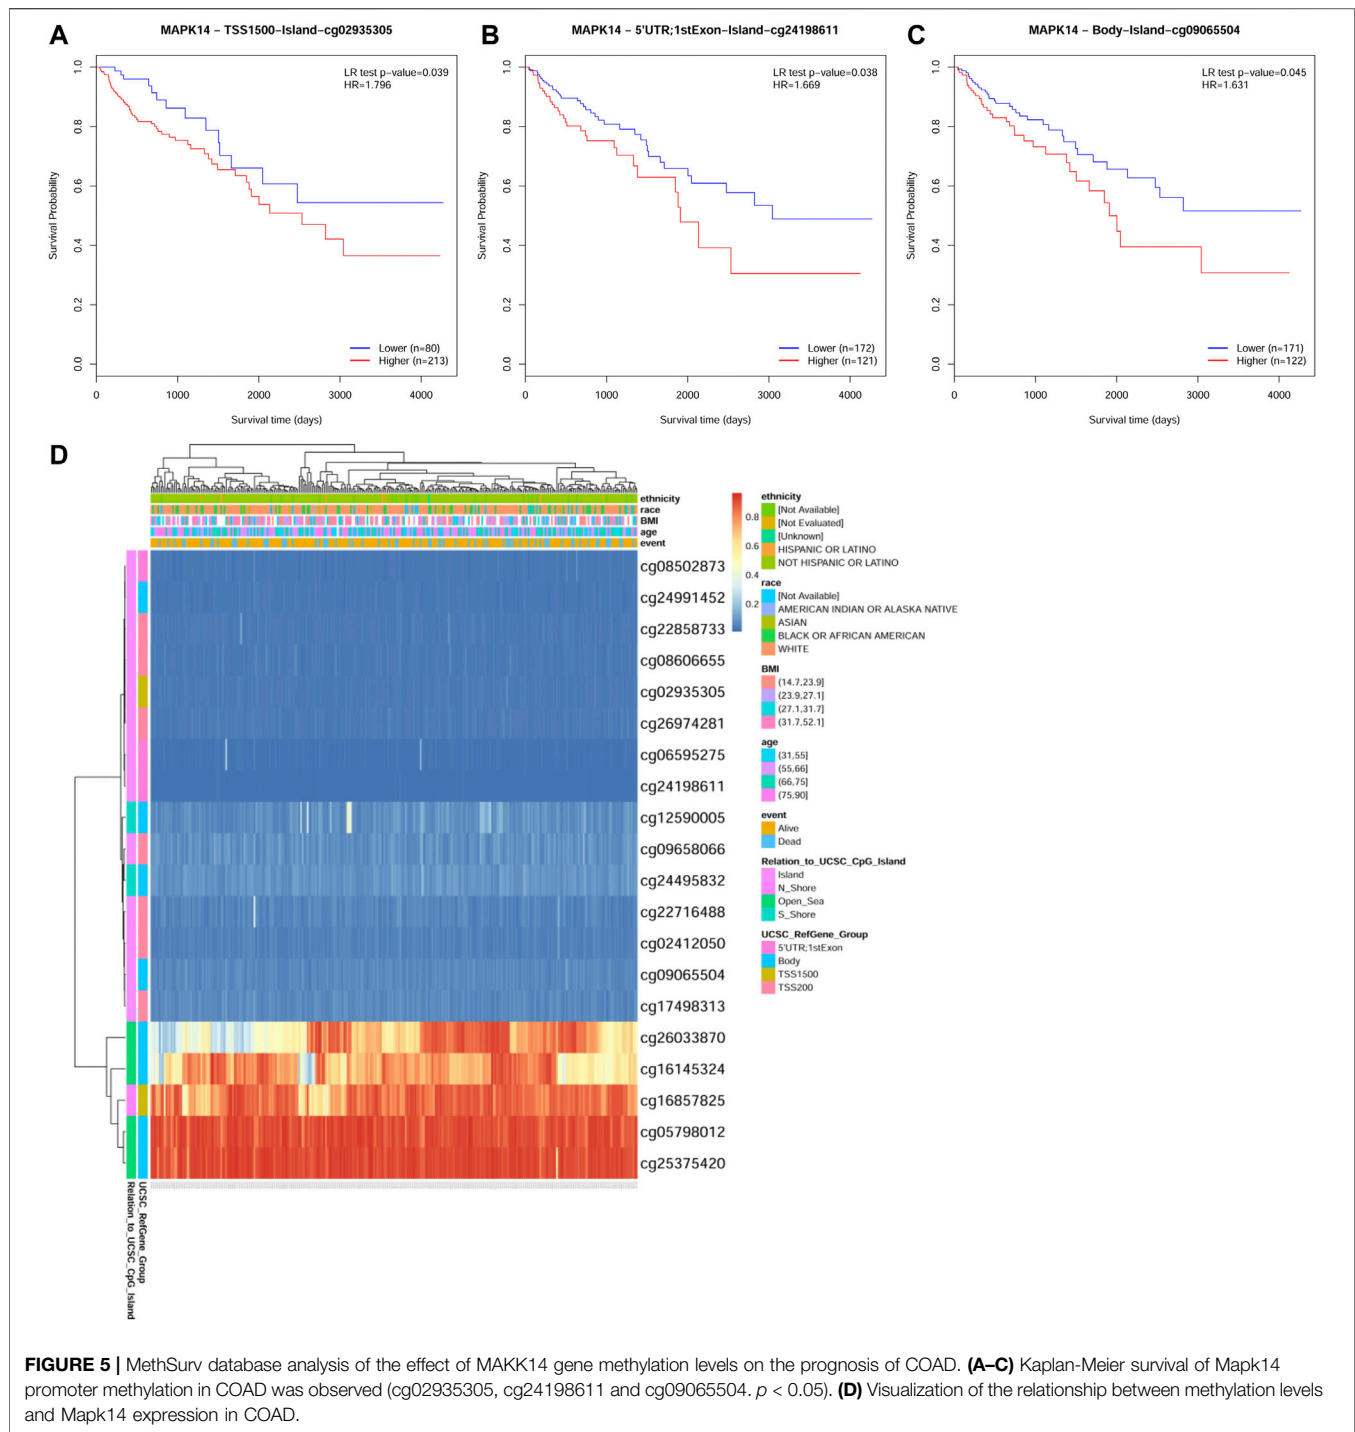 A
MAPK14 – TSS1500–Island–cg02935305
LR test p–value=0.039
HR=1.796
Survival Probability
1.0
0.8
0.6
0.4
0.2
0.0
Lower (n=80)
Higher (n=213)
0 1000 2000 3000 4000
Survival time (days)
B
MAPK14 – 5'UTR;1stExon–Island–cg24198611
LR test p–value=0.038
HR=1.669
Survival Probability
1.0
0.8
0.6
0.4
0.2
0.0
Lower (n=172)
Higher (n=121)
0 1000 2000 3000 4000
Survival time (days)
C
MAPK14 – Body–Island–cg09065504
LR test p–value=0.045
HR=1.631
Survival Probability
1.0
0.8
0.6
0.4
0.2
0.0
Lower (n=171)
Higher (n=122)
0 1000 2000 3000 4000
Survival time (days)
D
ethnicity
race
BMI
age
event
cg08502873
cg24991452
cg22858733
cg08606655
cg02935305
cg26974281
cg06595275
cg24198611
cg12590005
cg09658066
cg24495832
cg22716488
cg02412050
cg09065504
cg17498313
cg26033870
cg16145324
cg16857825
cg05798012
cg25375420
UCSC_RefGene_Group
Relation_to_UCSC_CpG_Island
0.8
0.6
0.4
0.2
ethnicity
[Not Available]
[Not Evaluated]
[Unknown]
HISPANIC OR LATINO
NOT HISPANIC OR LATINO
race
[Not Available]
AMERICAN INDIAN OR ALASKA NATIVE
ASIAN
BLACK OR AFRICAN AMERICAN
WHITE
BMI
(14.7,23.9]
(23.9,27.1]
(27.1,31.7]
(31.7,52.1]
age
(31,55]
(55,66]
(66,75]
(75,90]
event
Alive
Dead
Relation_to_UCSC_CpG_Island
Island
N_Shore
Open_Sea
S_Shore
UCSC_RefGene_Group
5'UTR;1stExon
Body
TSS1500
TSS200
FIGURE 5 | MethSurv database analysis of the effect of MAKK14 gene methylation levels on the prognosis of COAD. (A–C) Kaplan-Meier survival of Mapk14
promoter methylation in COAD was observed (cg02935305, cg24198611 and cg09065504. p < 0.05). (D) Visualization of the relationship between methylation levels
and Mapk14 expression in COAD.